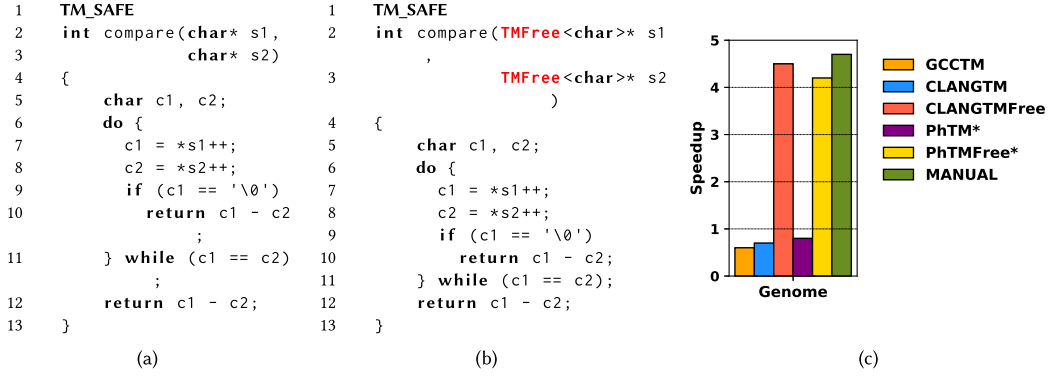 1 TM_SAFE
2 int compare(char* s1,
3 char* s2)
4 {
5 char c1, c2;
6 do {
7 c1 = *s1++;
8 c2 = *s2++;
9 if (c1 == '\0')
10 return c1 - c2
;
11 } while (c1 == c2)
;
12 return c1 - c2;
13 }
(a)
1 TM_SAFE
2 int compare(TMFree<char>* s1
,
3 TMFree<char>* s2
)
4 {
5 char c1, c2;
6 do {
7 c1 = *s1++;
8 c2 = *s2++;
9 if (c1 == '\0')
10 return c1 - c2;
11 } while (c1 == c2);
12 return c1 - c2;
13 }
(b)
Speedup
5
4
3
2
1
0
Genome
GCCTM
CLANGTM
CLANGTMFree
PhTM*
PhTMFree*
MANUAL
(c)